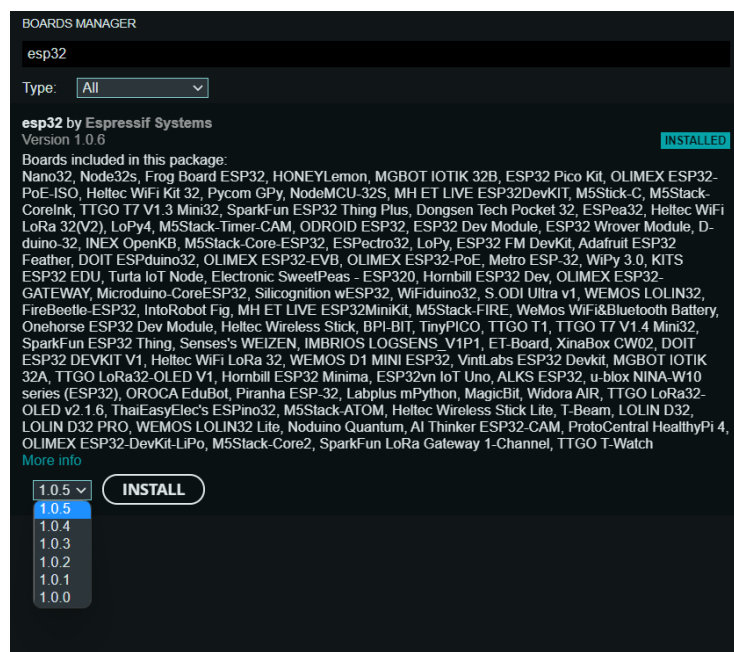 BOARDS MANAGER
esp32
Type: All
esp32 by Espressif Systems
Version 1.0.6 INSTALLED
Boards included in this package:
Nano32, Node32s, Frog Board ESP32, HONEYLemon, MGBOT IOTIK 32B, ESP32 Pico Kit, OLIMEX ESP32-
PoE-ISO, Heltec WiFi Kit 32, Pycom GPy, NodeMCU-32S, MH ET LIVE ESP32DevKIT, M5Stick-C, M5Stack-
CoreInk, TTGO T7 V1.3 Mini32, SparkFun ESP32 Thing Plus, Dongsen Tech Pocket 32, ESPea32, Heltec WiFi
LoRa 32(V2), LoPy4, M5Stack-Timer-CAM, ODROID ESP32, ESP32 Dev Module, ESP32 Wrover Module, D-
duino-32, INEX OpenKB, M5Stack-Core-ESP32, ESPectro32, LoPy, ESP32 FM DevKit, Adafruit ESP32
Feather, DOIT ESPduino32, OLIMEX ESP32-EVB, OLIMEX ESP32-PoE, Metro ESP-32, WiPy 3.0, KITS
ESP32 EDU, Turta IoT Node, Electronic SweetPeas - ESP320, Hornbill ESP32 Dev, OLIMEX ESP32-
GATEWAY, Microduino-CoreESP32, Silicognition wESP32, WiFiduino32, S.ODI Ultra v1, WEMOS LOLIN32,
FireBeetle-ESP32, IntoRobot Fig, MH ET LIVE ESP32MiniKit, M5Stack-FIRE, WeMos WiFi&Bluetooth Battery,
Onehorse ESP32 Dev Module, Heltec Wireless Stick, BPI-BIT, TinyPICO, TTGO T1, TTGO T7 V1.4 Mini32,
SparkFun ESP32 Thing, Senses's WEIZEN, IMBRIOS LOGSENS_V1P1, ET-Board, XinaBox CW02, DOIT
ESP32 DEVKIT V1, Heltec WiFi LoRa 32, WEMOS D1 MINI ESP32, VintLabs ESP32 Devkit, MGBOT IOTIK
32A, TTGO LoRa32-OLED V1, Hornbill ESP32 Minima, ESP32vn IoT Uno, ALKS ESP32, u-blox NINA-W10
series (ESP32), OROCA EduBot, Piranha ESP-32, Labplus mPython, MagicBit, Widora AIR, TTGO LoRa32-
OLED v2.1.6, ThaiEasyElec's ESPino32, M5Stack-ATOM, Heltec Wireless Stick Lite, T-Beam, LOLIN D32,
LOLIN D32 PRO, WEMOS LOLIN32 Lite, Noduino Quantum, AI Thinker ESP32-CAM, ProtoCentral HealthyPi 4,
OLIMEX ESP32-DevKit-LiPo, M5Stack-Core2, SparkFun LoRa Gateway 1-Channel, TTGO T-Watch
More info
1.0.5 INSTALL
1.0.5
1.0.4
1.0.3
1.0.2
1.0.1
1.0.0